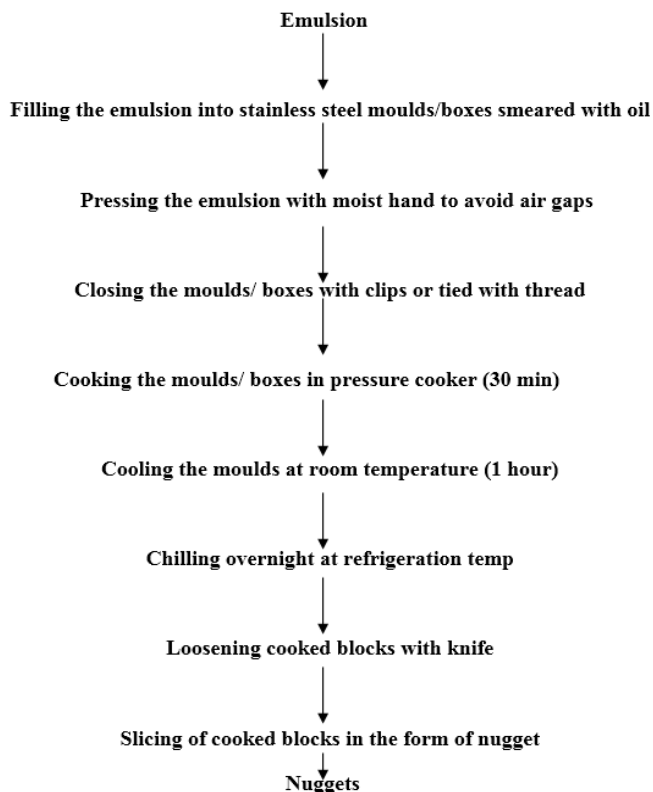 Emulsion
Filling the emulsion into stainless steel moulds/boxes smeared with oil
Pressing the emulsion with moist hand to avoid air gaps
Closing the moulds/ boxes with clips or tied with thread
Cooking the moulds/ boxes in pressure cooker (30 min)
Cooling the moulds at room temperature (1 hour)
Chilling overnight at refrigeration temp
Loosening cooked blocks with knife
Slicing of cooked blocks in the form of nugget
Nuggets